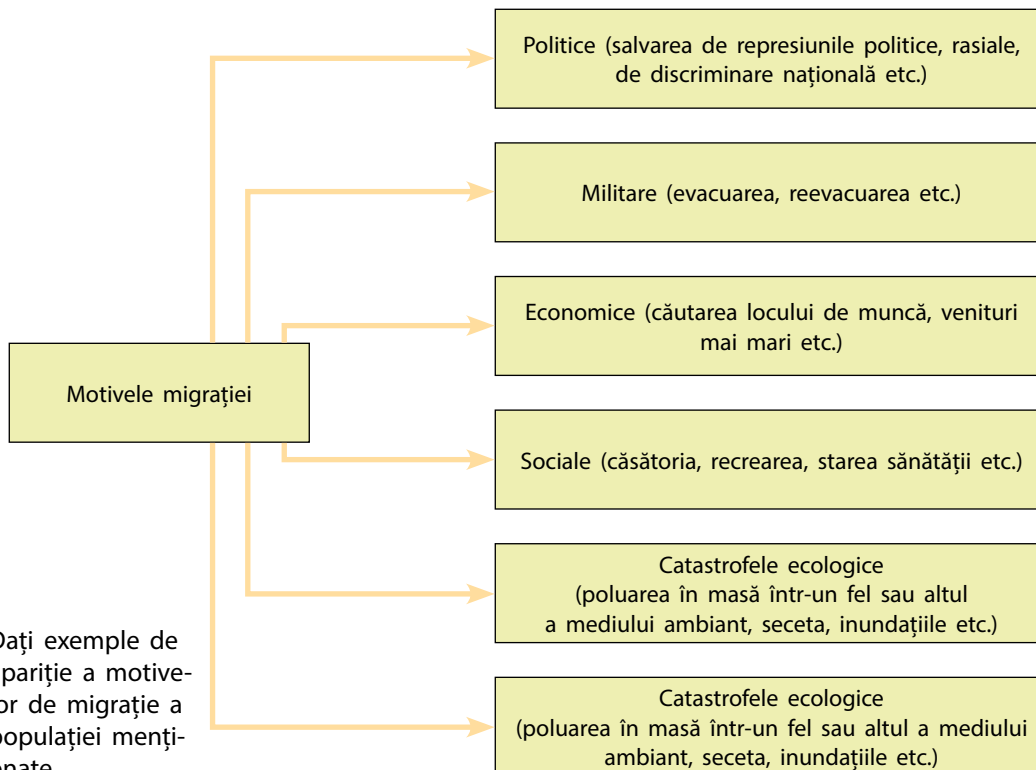 Politice (salvarea de represiunile politice, rasiale,
de discriminare națională etc.)
Militare (evacuarea, reevacuarea etc.)
Economice (căutarea locului de muncă, venituri
mai mari etc.)
Motivele migrației
Sociale (căsătoria, recrearea, starea sănătății etc.)
Catastrofele ecologice
(poluarea în masă într-un fel sau altul
a mediului ambiant, seceta, inundațiile etc.)
Catastrofele ecologice
(poluarea în masă într-un fel sau altul a mediului
ambiant, seceta, inundațiile etc.)
Dați exemple de
pariție a motive-
or de migrație a
populației menți-
onate